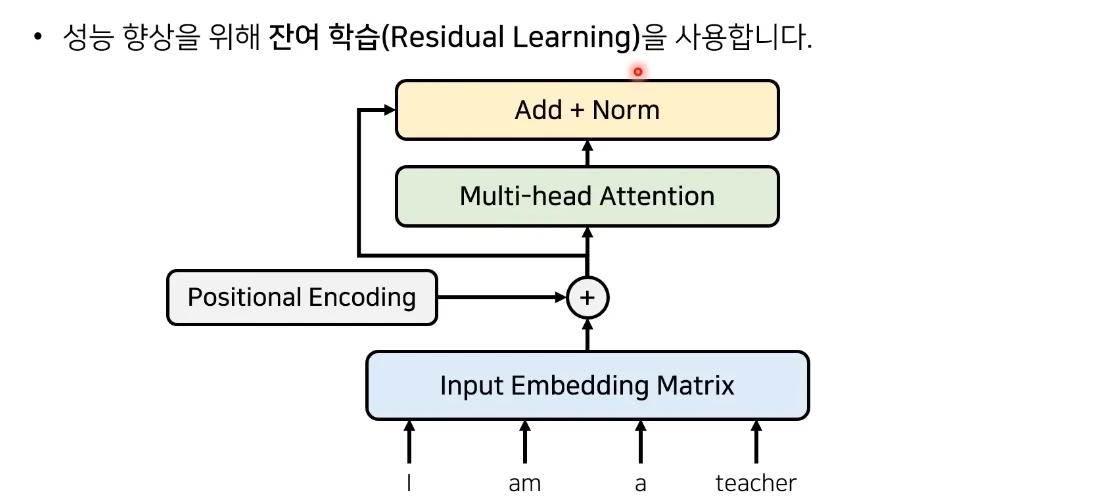 • 성능 향상을 위해 잔여 학습(Residual Learning)을 사용합니다.
Add + Norm
Multi-head Attention
Positional Encoding
+
Input Embedding Matrix
I am a teacher